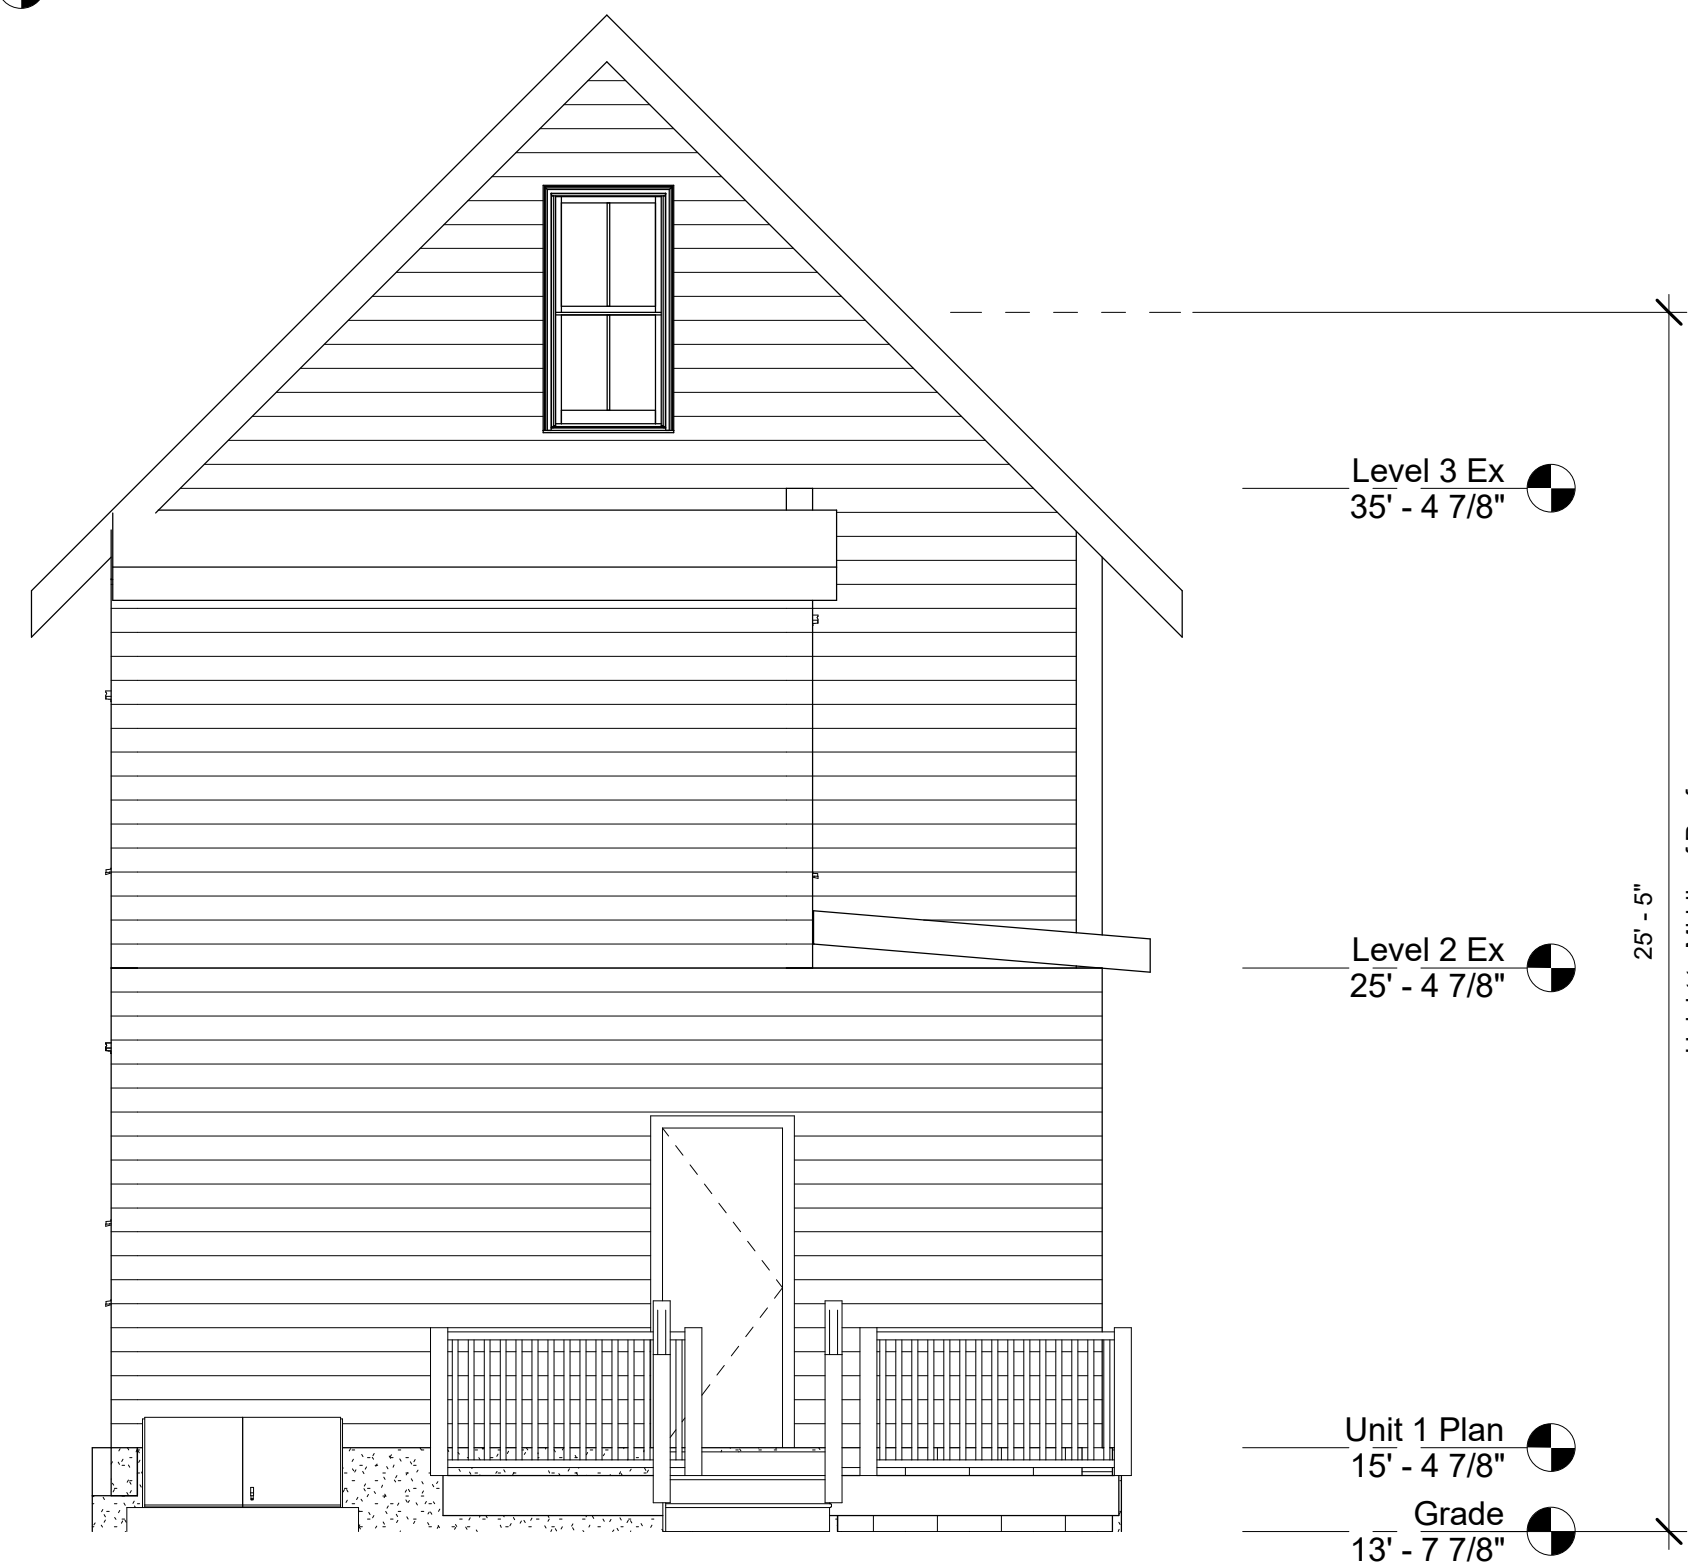 Level 3 Ex
35' - 4 7/8"
25' - 5"
Level 2 Ex
25' - 4 7/8"
Unit 1 Plan
15' - 4 7/8"
Grade
13' - 7 7/8"